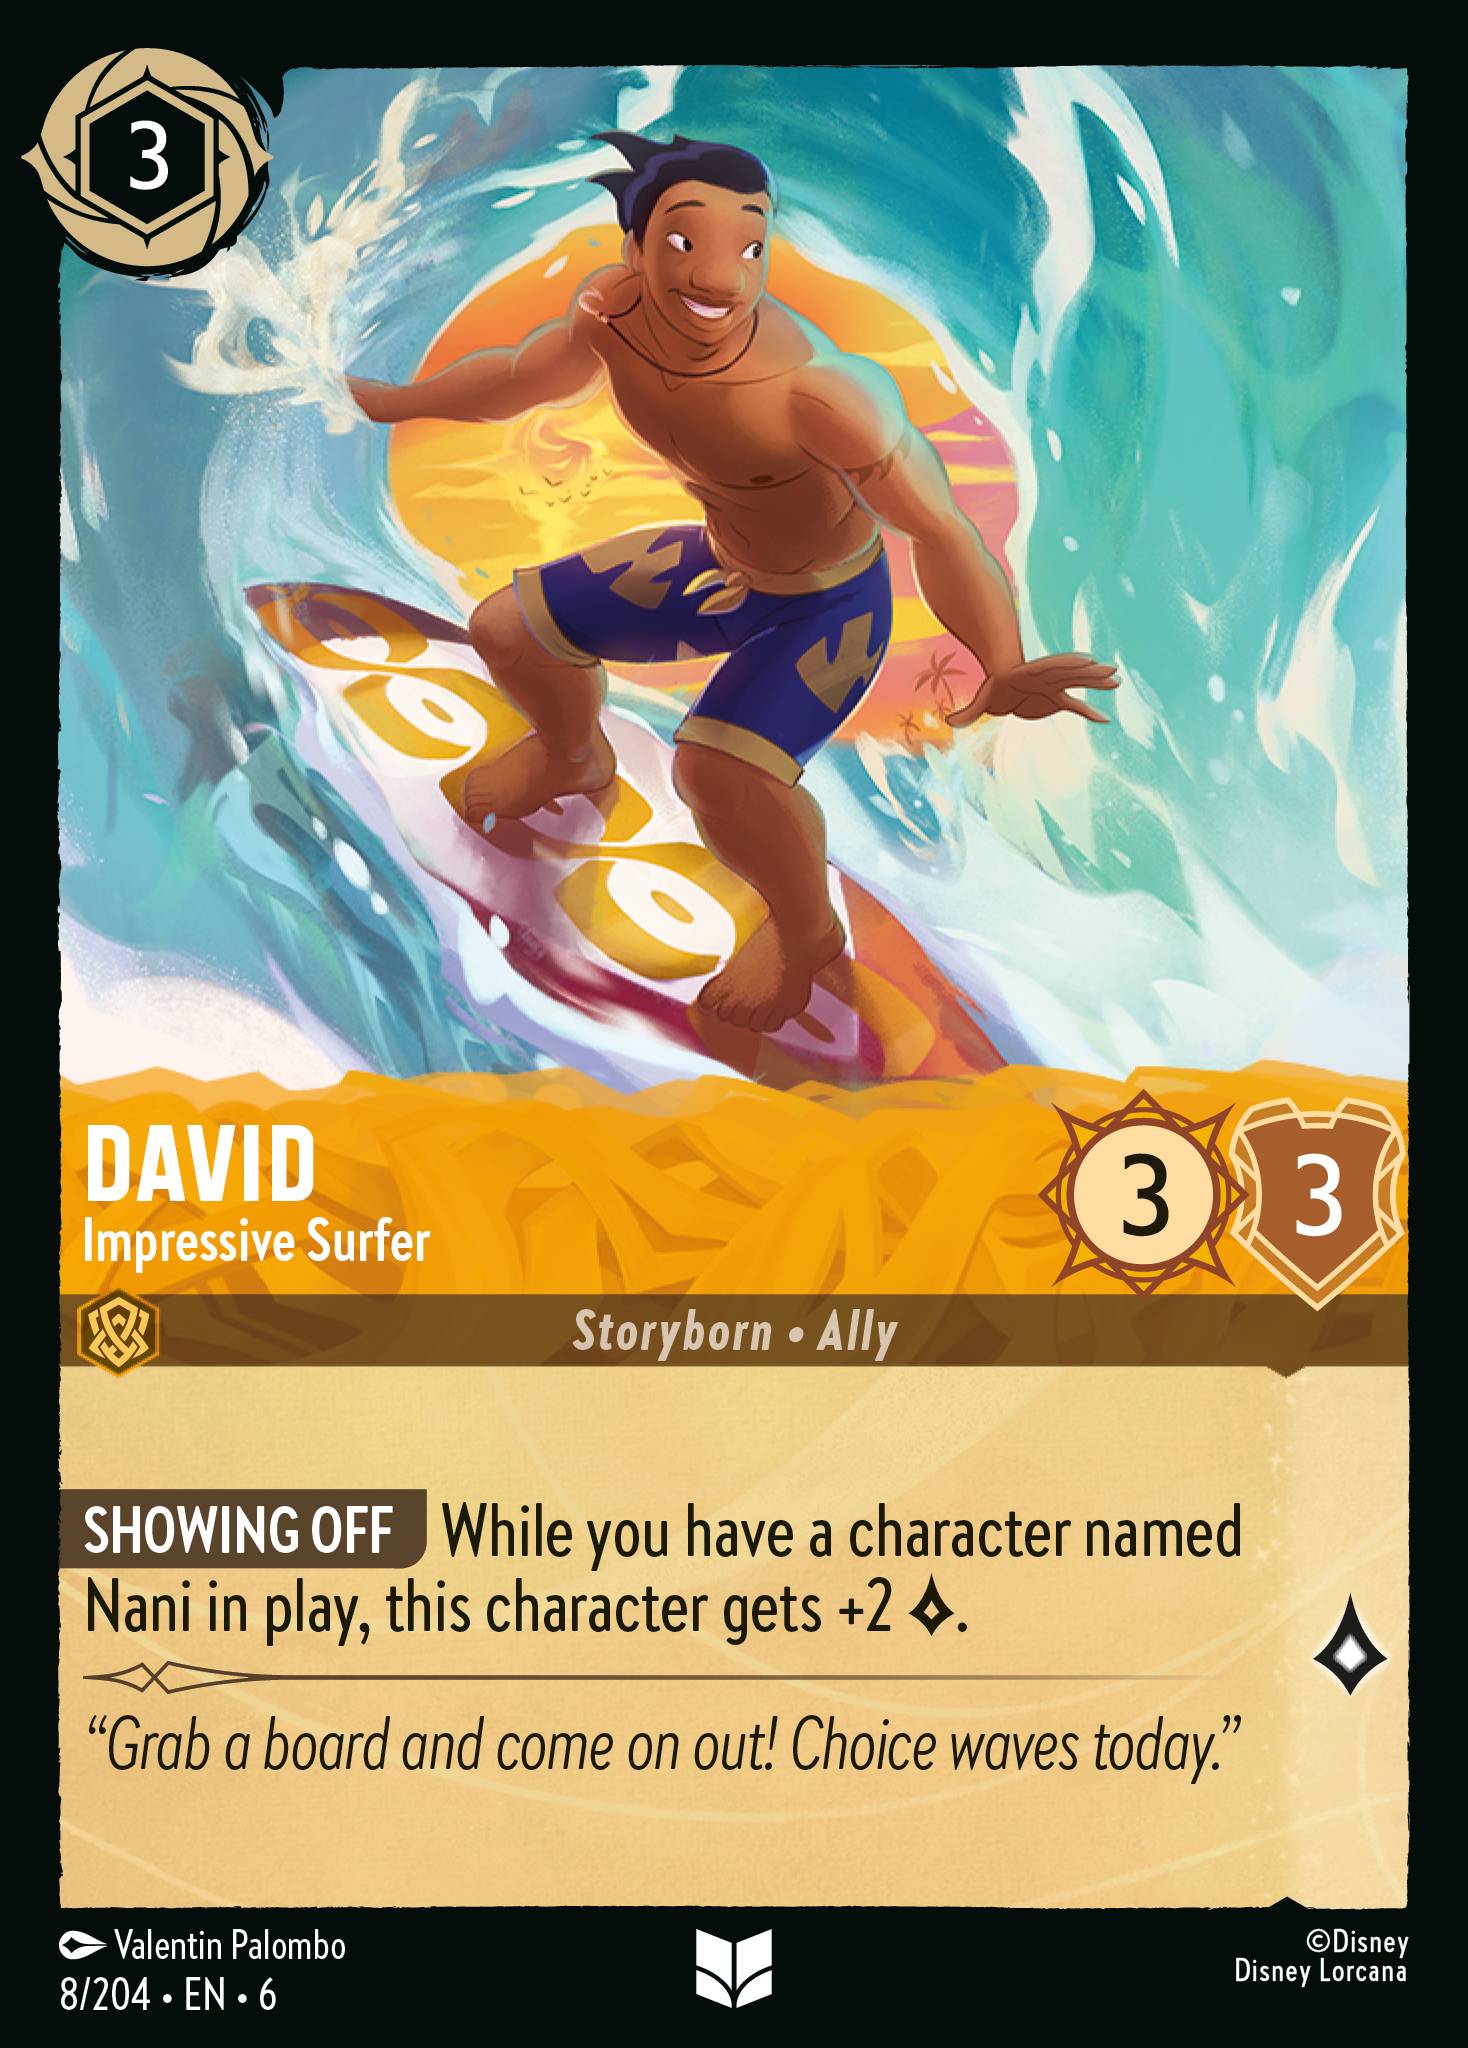 3
DAVID
Impressive Surfer
3 3
Storyborn • Ally
SHOWING OFF While you have a character named
Nani in play, this character gets +2 .
“Grab a board and come on out! Choice waves today.”
Valentin Palombo
8/204 • EN • 6
©Disney
Disney Lorcana